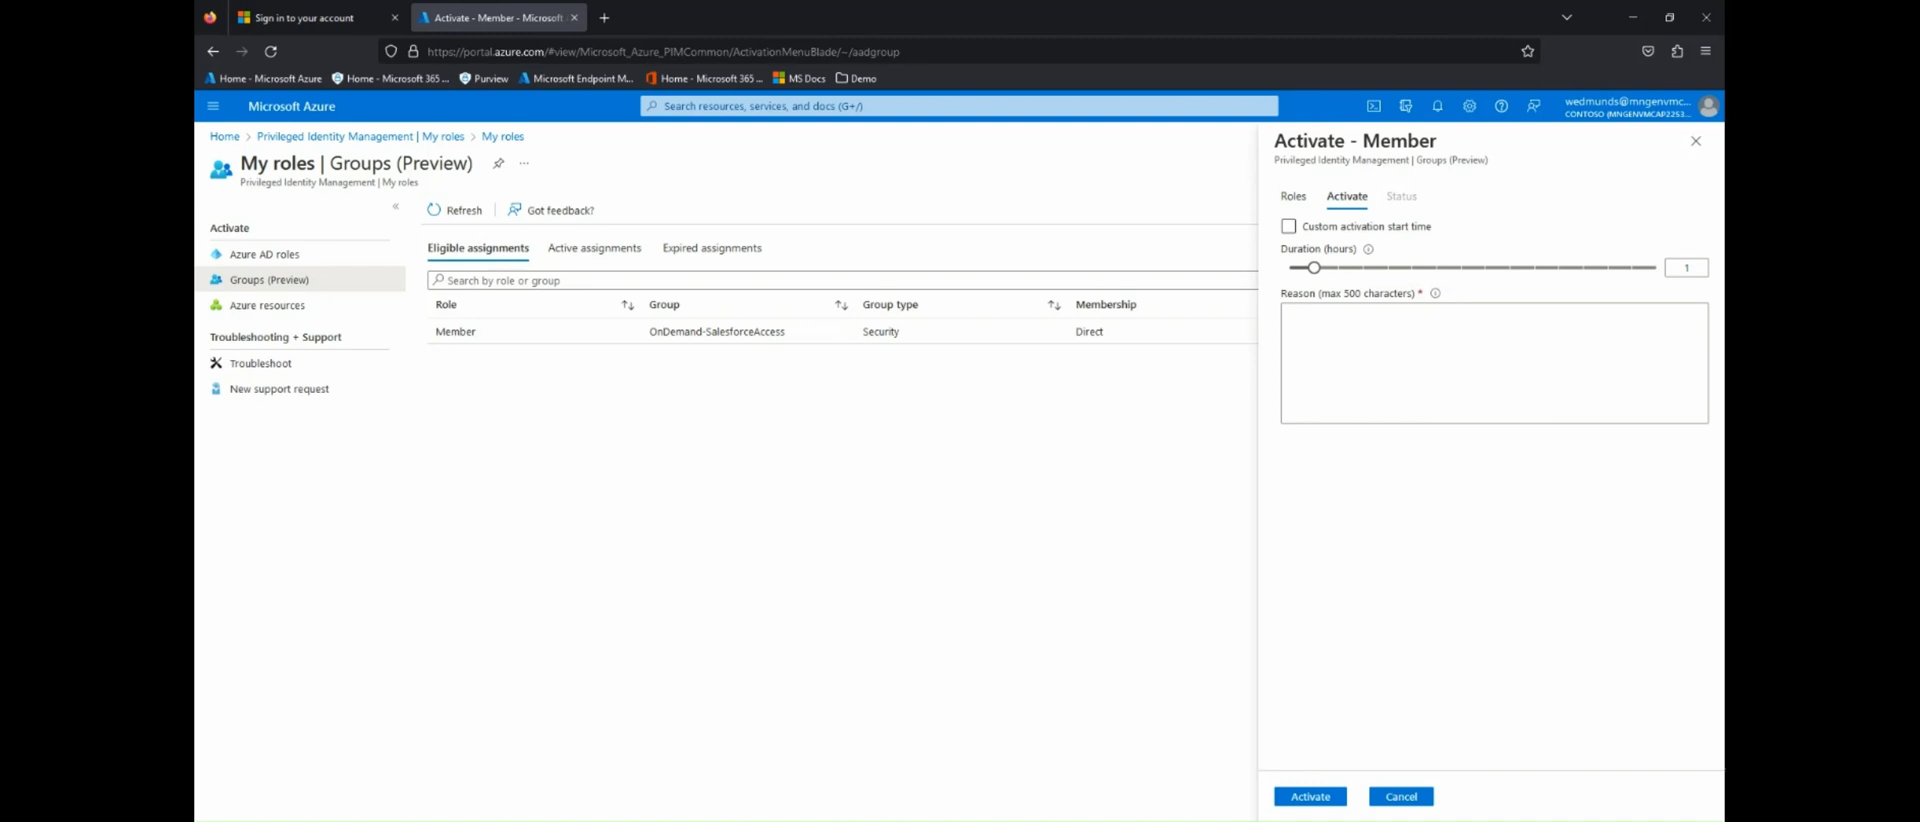 Sign in to your account
Activate - Member - Microsoft
https://portal.azure.com/#view/Microsoft_Azure_PIMCommon/ActivationMenuBlade/~/aadgroup
Home - Microsoft Azure
Home - Microsoft 365 ...
Purview
Microsoft Endpoint M...
Home - Microsoft 365 ...
MS Docs
Demo
Microsoft Azure
Search resources, services, and docs (G+/)
wedmunds@mngenvmc...
CONTOSO (MNGENVMCAP2253...
Home > Privileged Identity Management | My roles > My roles
My roles | Groups (Preview)
Privileged Identity Management | My roles
Activate
Azure AD roles
Groups (Preview)
Azure resources
Troubleshooting + Support
Troubleshoot
New support request
Refresh
Got feedback?
Eligible assignments Active assignments Expired assignments
Search by role or group
Role Group Group type Membership
Member OnDemand-SalesforceAccess Security Direct
Activate - Member
Privileged Identity Management | Groups (Preview)
Roles Activate Status
Custom activation start time
Duration (hours)
1
Reason (max 500 characters) *
Activate Cancel